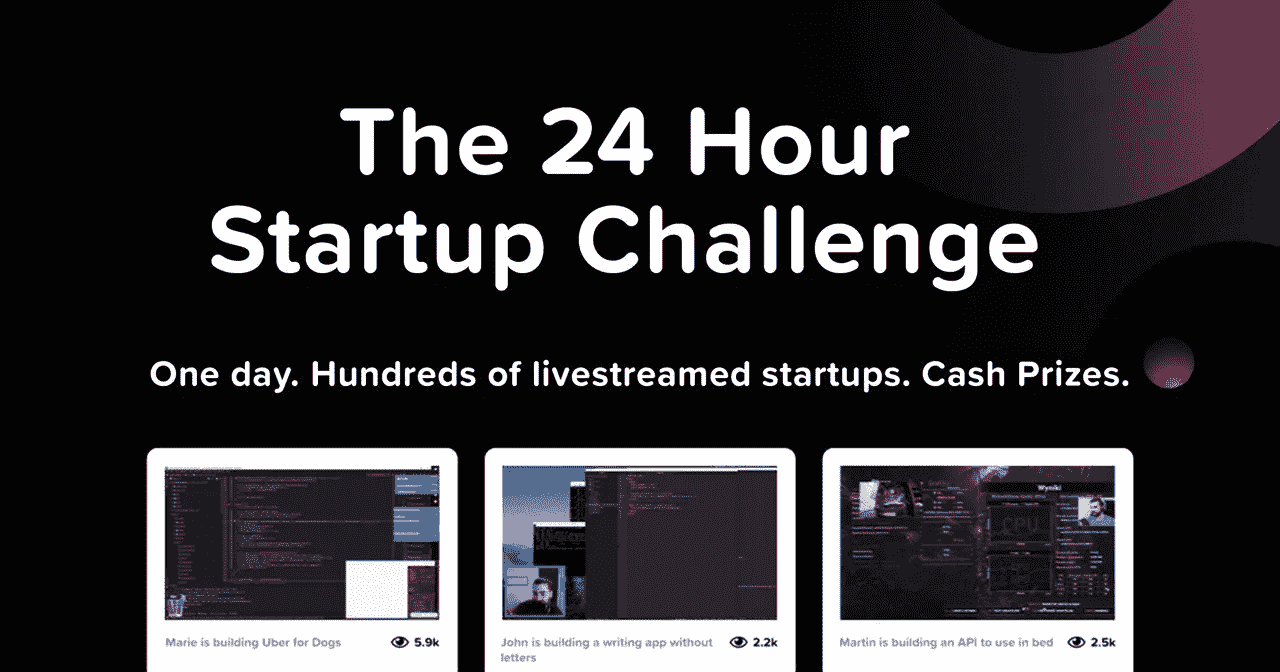 The 24 Hour
Startup Challenge
One day. Hundreds of livestreamed startups. Cash Prizes.
Marie is building Uber for Dogs
5.9k
John is building a writing app without
letters
2.2k
Martin is building an API to use in bed
2.5k
Wyniki
CPU